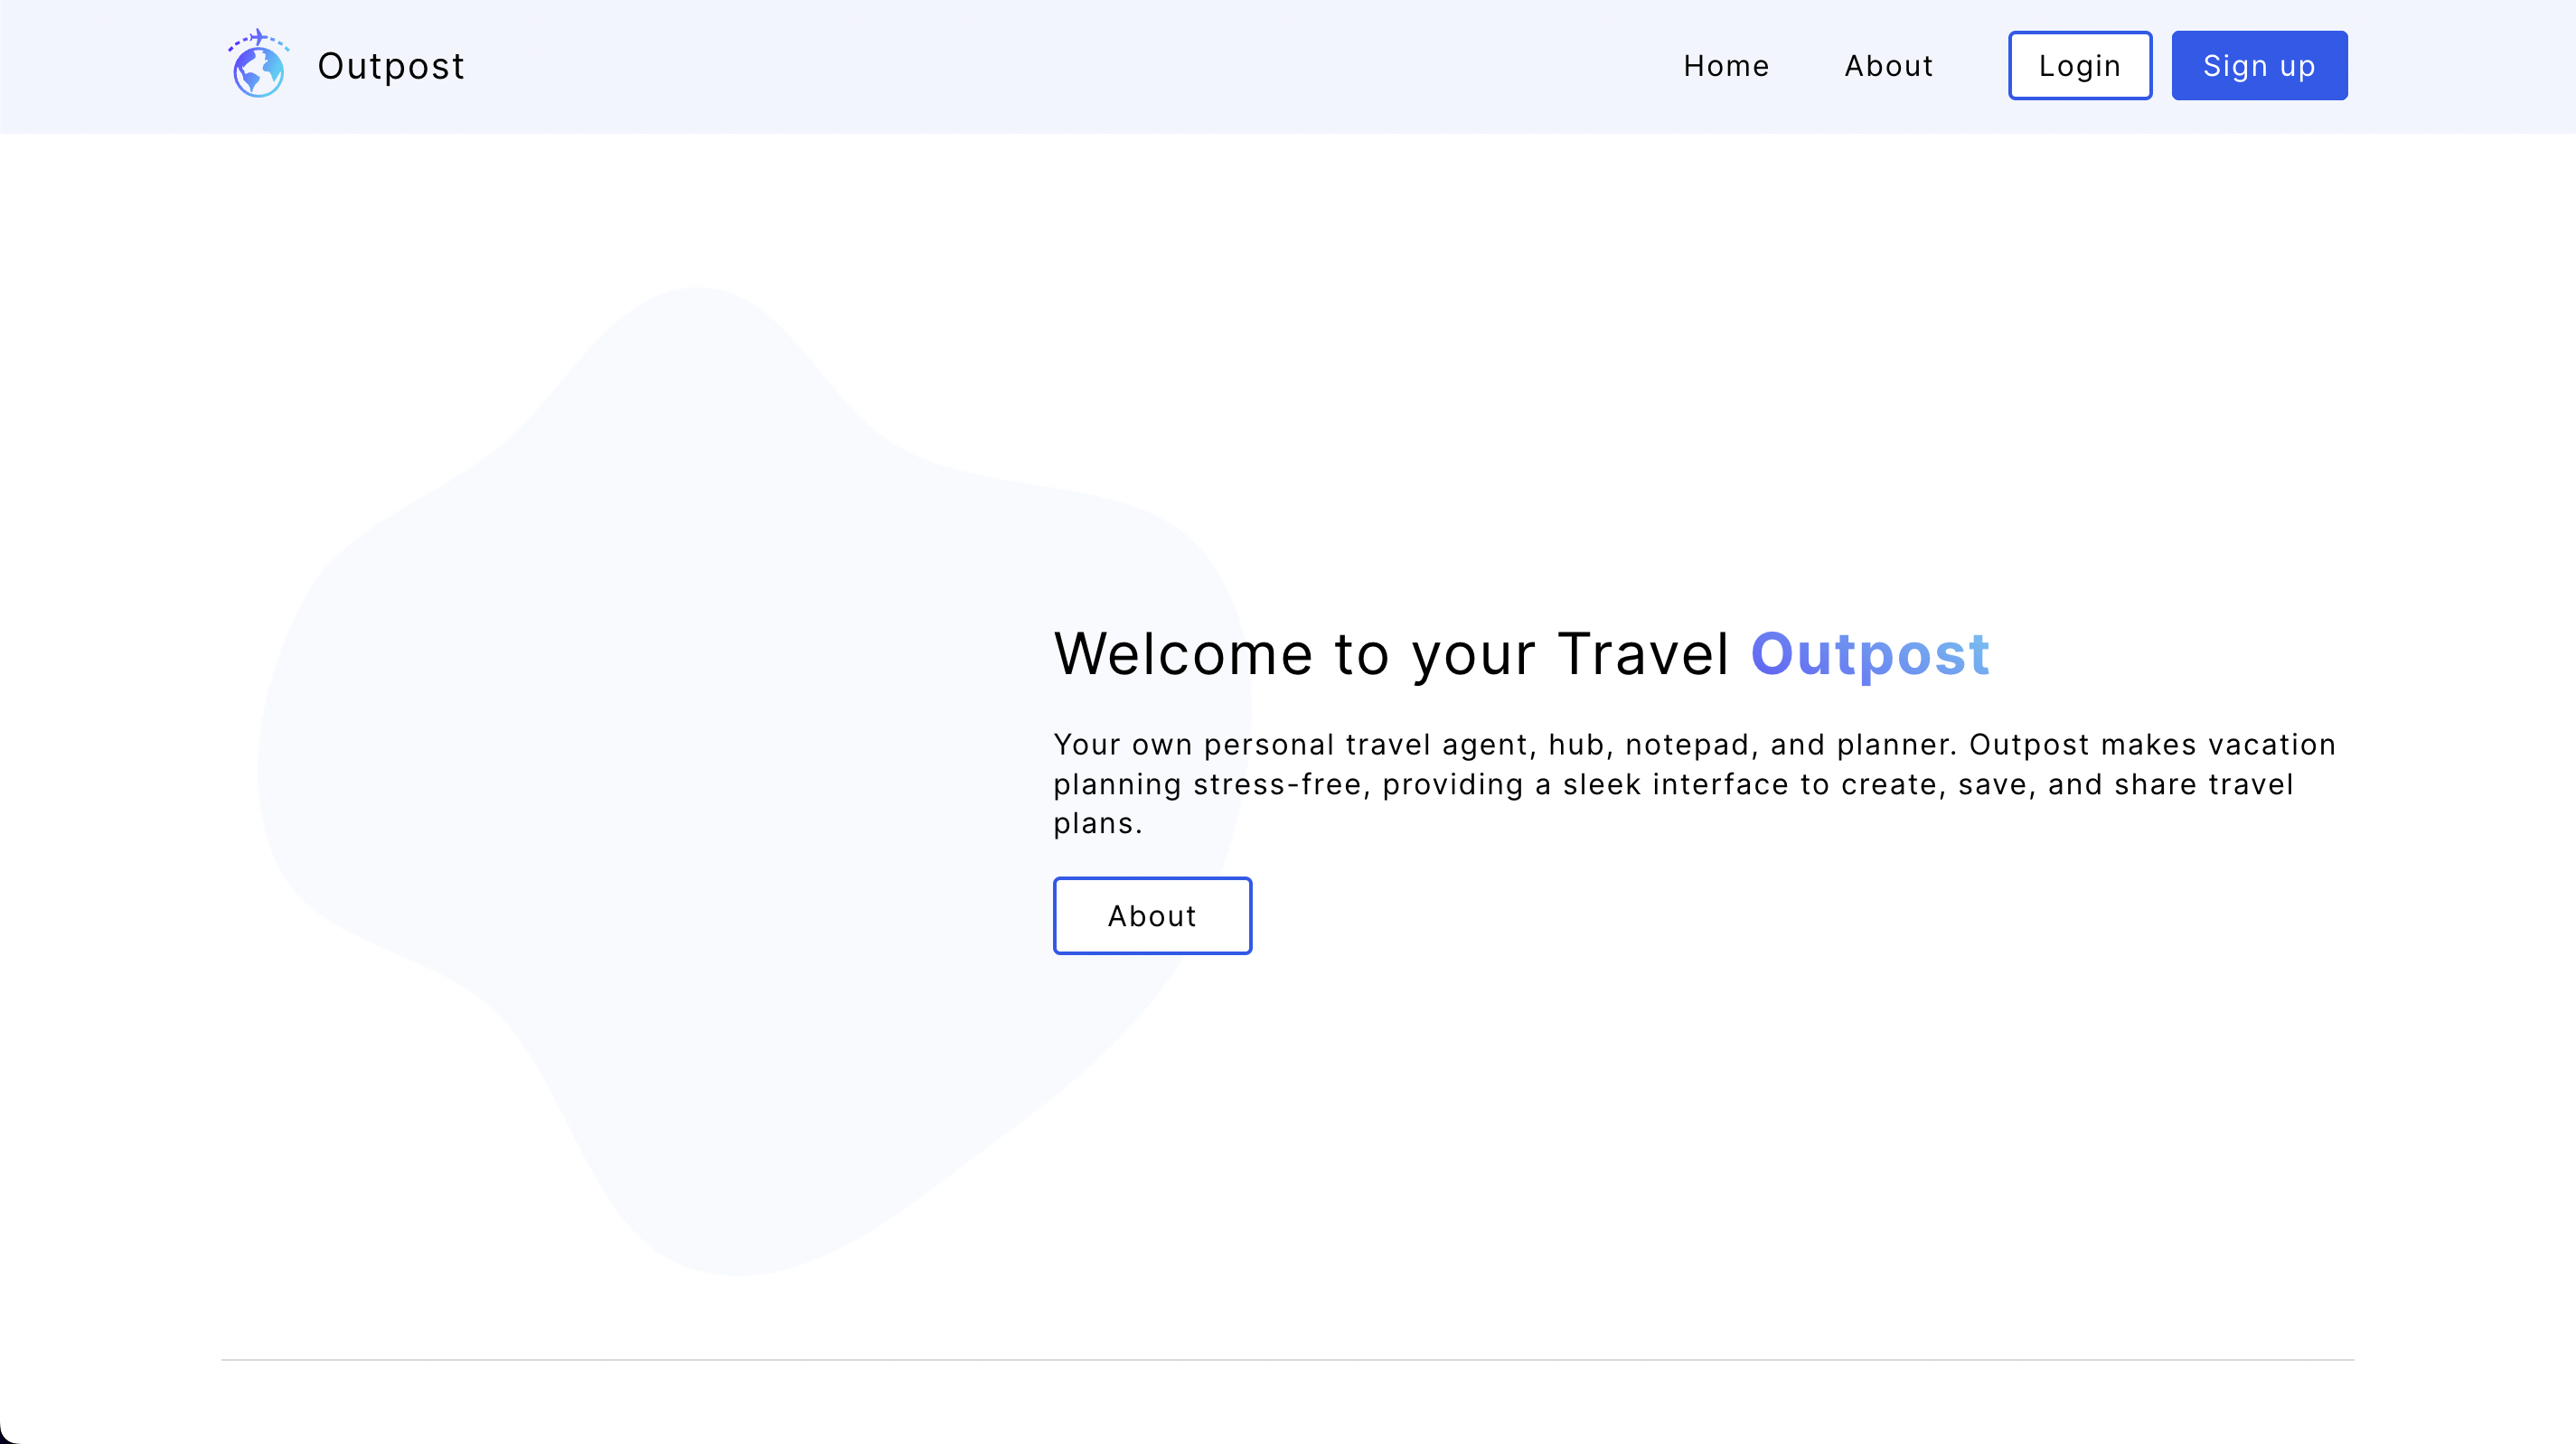 Outpost
Home
About
Login
Sign up
Welcome to your Travel Outpost
Your own personal travel agent, hub, notepad, and planner. Outpost makes vacation
planning stress-free, providing a sleek interface to create, save, and share travel
plans.
About